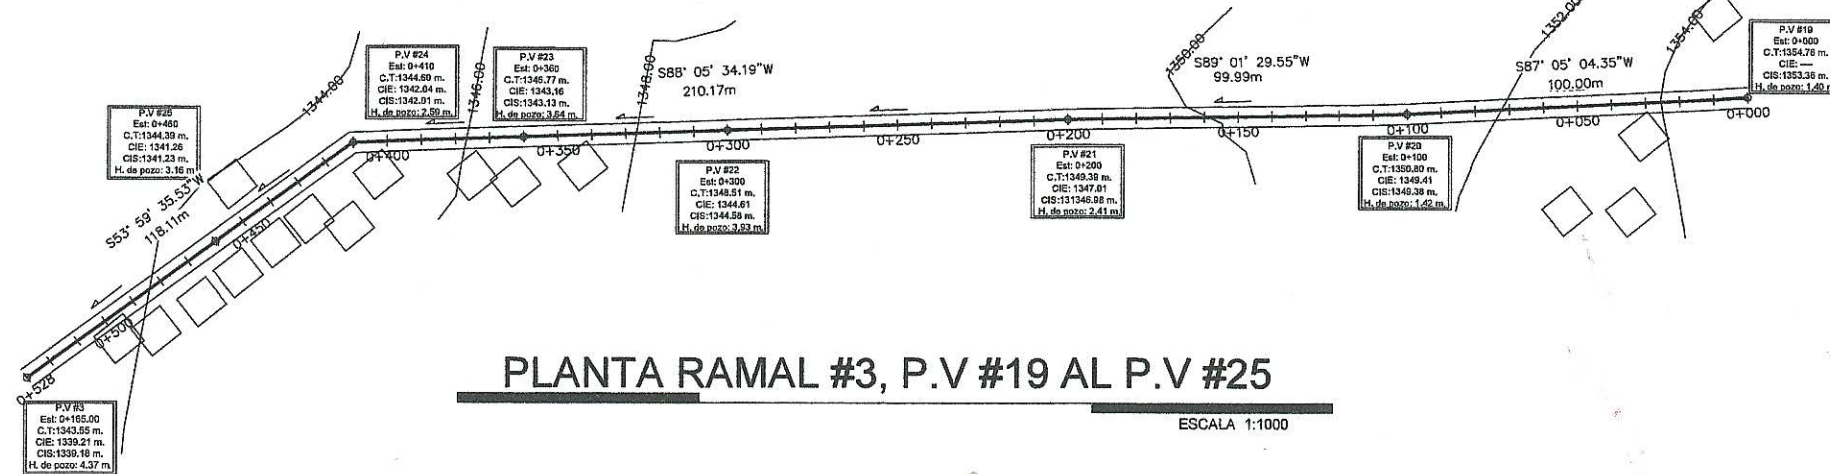 P.V #19
Est: 0+000
C.T:1354.76 m.
CIE: —
CIS:1353.36 m.
H. de pozo: 1.40
P.V #24
Est: 0+410
C.T:1344.60 m.
CIE: 1342.04 m.
CIS:1342.01 m.
H. de pozo: 2.59 m.
P.V #23
Est: 0+360
C.T:1346.77 m.
CIE: 1343.16
CIS:1343.13 m.
H. de pozo: 3.64 m.
1344.00
1346.00
1348.00
1350.00
1352.00
1354.00
S88° 05' 34.19"W
210.17m
S89° 01' 29.55"W
99.99m
S87° 05' 04.35"W
100.00m
P.V #25
Est: 0+460
C.T:1344.39 m.
CIE: 1341.26
CIS:1341.23 m.
H. de pozo: 3.16 m
0+400
0+350
0+300
0+250
0+200
0+150
0+100
0+050
0+000
P.V #22
Est: 0+300
C.T:1348.51 m.
CIE: 1344.61
CIS:1344.58 m.
H. de pozo: 3.93 m.
P.V #21
Est: 0+200
C.T:1349.39 m.
CIE: 1347.01
CIS:131346.98 m.
H. de pozo: 2.41 m.
P.V #20
Est: 0+100
C.T:1350.80 m.
CIE: 1349.41
CIS:1349.38 m.
H. de pozo: 1.42 m.
S53° 59' 35.53"W
118.11m
0+450
0+500
0+528
P.V #3
Est: 0+165.00
C.T:1343.55 m.
CIE: 1339.21 m.
CIS:1339.18 m.
H. de pozo: 4.37 m.
PLANTA RAMAL #3, P.V #19 AL P.V #25
ESCALA 1:1000